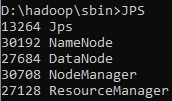 D:\hadoop\sbin>JPS
13264 Jps
30192 NameNode
27684 DataNode
30708 NodeManager
27128 ResourceManager